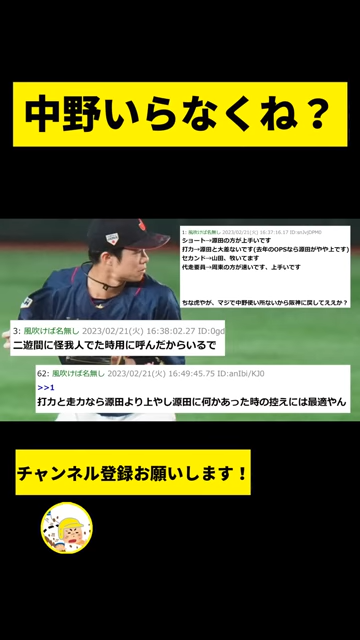 中野いらなくね？
1: 風吹けば名無し 2023/02/21(火) 16:37:16.17
ショート→源田の方が上手いです
打力→源田と大差ないです(去年のOPSなら源田がやや上です)
セカンド→山田、牧いてます
代走要員→周東の方が速いです、上手いです
ちな虎やが、マジで中野使い所ないから阪神に戻してええか？
3: 風吹けば名無し 2023/02/21(火) 16:38:02.27 ID:0gd
二遊間に怪我人でた時用に呼んだからいるで
62: 風吹けば名無し 2023/02/21(火) 16:49:45.75 ID:anIbi/KJ0
>>1
打力と走力なら源田より上やし源田に何かあった時の控えには最適やん
チャンネル登録お願いします！